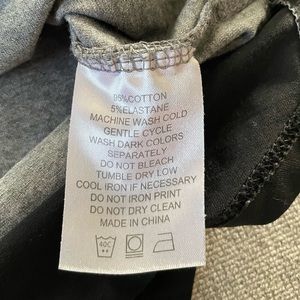 95%COTTON
5%ELASTANE
MACHINE WASH COLD
GENTLE CYCLE
WASH DARK COLORS
SEPARATELY
DO NOT BLEACH
TUMBLE DRY LOW
COOL IRON IF NECESSARY
DO NOT IRON PRINT
DO NOT DRY CLEAN
MADE IN CHINA
40C